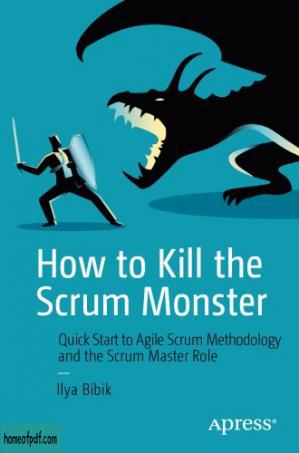 How to Kill the
Scrum Monster
Quick Start to Agile Scrum Methodology
and the Scrum Master Role
Ilya Bibik
Apress®
homeofpdf.com